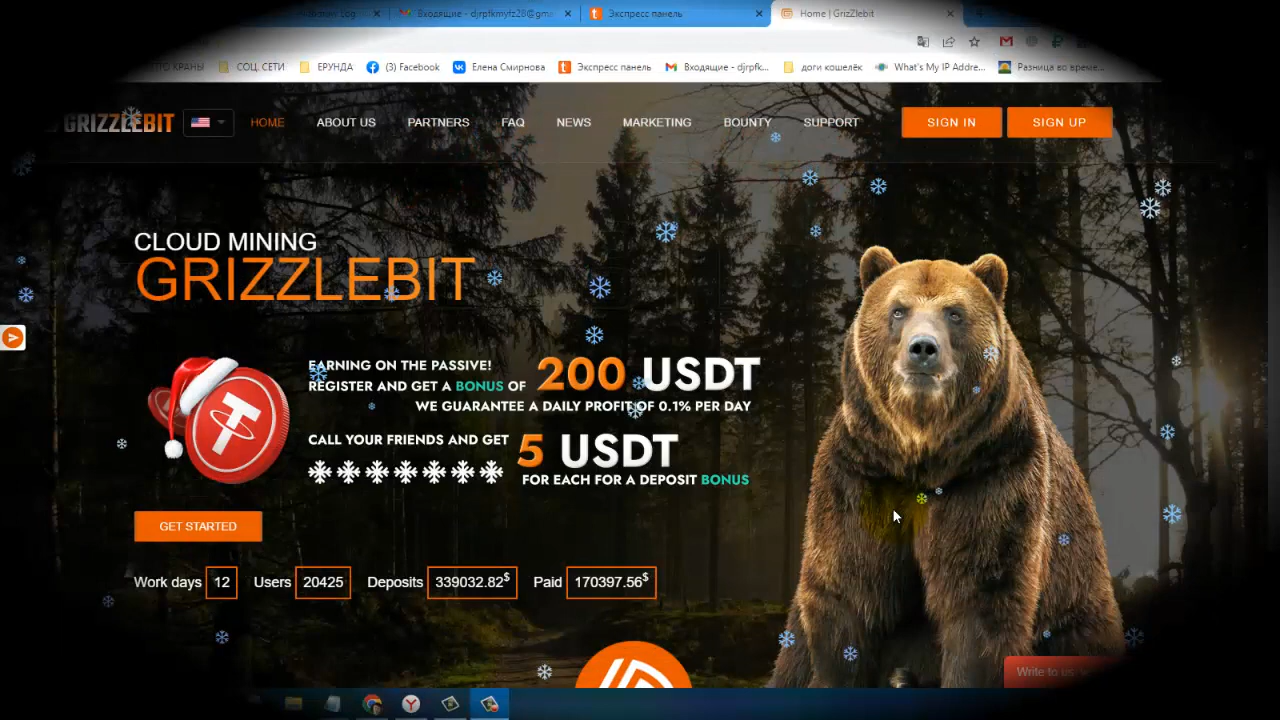 Входящие - djrpfkmyfz28@gma
Экспресс панель
Home | GrizZlebit
КРАНЫ
СОЦ. СЕТИ
ЕРУНДА
(3) Facebook
Елена Смирнова
Экспресс панель
Входящие - djrpfk...
доги кошелёк
What's My IP Addre...
Разница во време...
GRIZZLEBIT
HOME
ABOUT US
PARTNERS
FAQ
NEWS
MARKETING
BOUNTY
SUPPORT
SIGN IN
SIGN UP
CLOUD MINING
GRIZZLEBIT
EARNING ON THE PASSIVE!
REGISTER AND GET A BONUS OF 200 USDT
WE GUARANTEE A DAILY PROFIT OF 0.1% PER DAY
CALL YOUR FRIENDS AND GET 5 USDT
FOR EACH FOR A DEPOSIT BONUS
GET STARTED
Work days 12 Users 20425 Deposits 339032.82$ Paid 170397.56$
Write to us